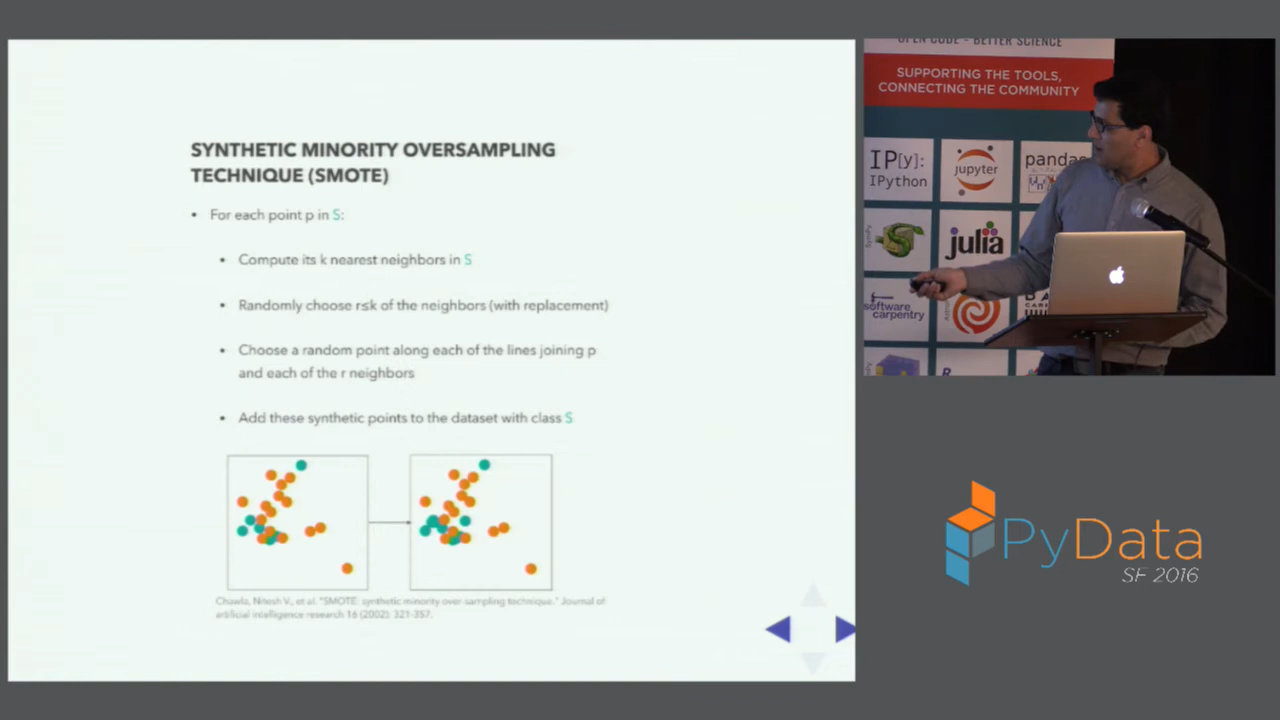 SYNTHETIC MINORITY OVERSAMPLING
TECHNIQUE (SMOTE)
• For each point p in S:
• Compute its k nearest neighbors in S
• Randomly choose r≤k of the neighbors (with replacement)
• Choose a random point along each of the lines joining p
and each of the r neighbors
• Add these synthetic points to the dataset with class S
Chawla, Nitesh V., et al. "SMOTE: synthetic minority over-sampling technique." Journal of
artificial intelligence research 16 (2002): 321-357.
OPEN CODE - BETTER SCIENCE
SUPPORTING THE TOOLS,
CONNECTING THE COMMUNITY
IP[y]:
IPython
jupyter
pandas
julia
software
carpentry
PyData
SF 2016